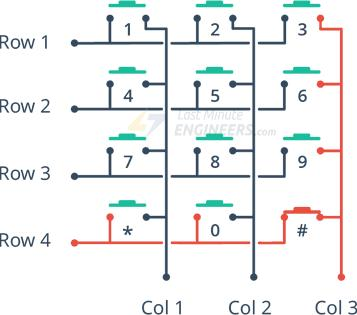 Row 1 1 2 3
Row 2 4 5 6
Last Minute
ENGINEERS.com
Row 3 7 8 9
Row 4 * 0 #
Col 1 Col 2 Col 3